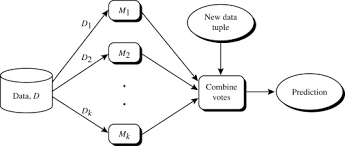 D1
M1
New data
tuple
D2
M2
Data, D
Combine
votes
Prediction
Dk
Mk